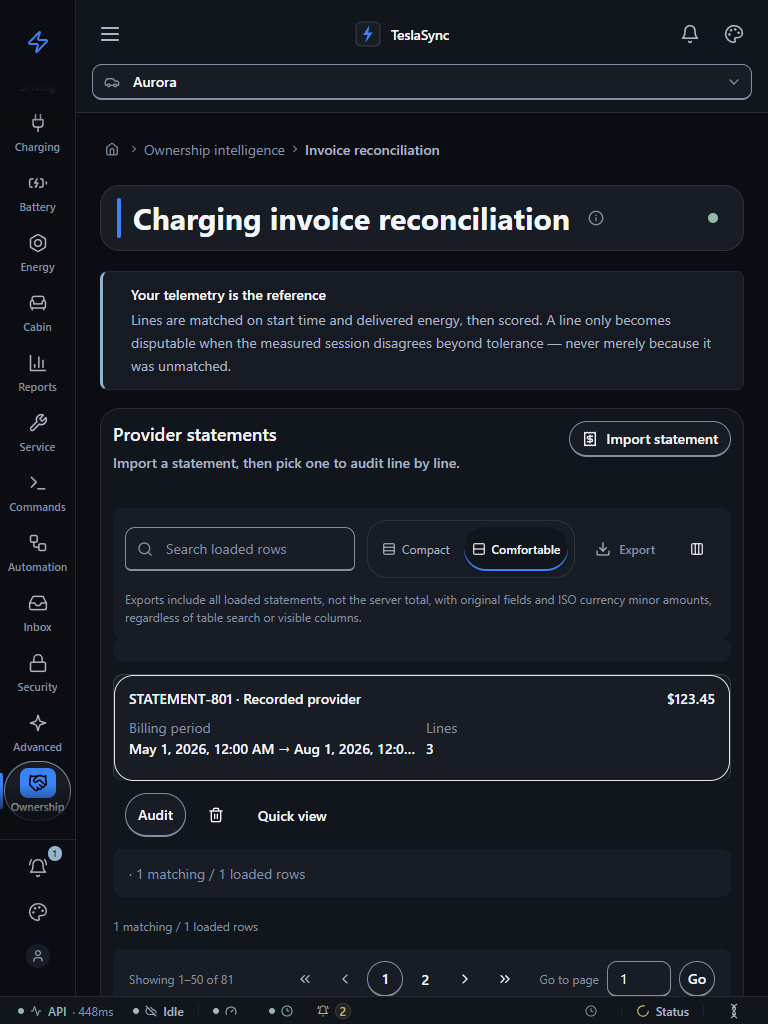 TeslaSync
Aurora
Charging
Battery
Energy
Cabin
Reports
Service
Commands
Automation
Inbox
Security
Advanced
Ownership
1
Ownership intelligence
Invoice reconciliation
Charging invoice reconciliation
Your telemetry is the reference
Lines are matched on start time and delivered energy, then scored. A line only becomes
disputable when the measured session disagrees beyond tolerance — never merely because it
was unmatched.
Provider statements
Import statement
Import a statement, then pick one to audit line by line.
Search loaded rows
Compact
Comfortable
Export
Exports include all loaded statements, not the server total, with original fields and ISO currency minor amounts,
regardless of table search or visible columns.
STATEMENT-801 · Recorded provider
$123.45
Billing period
Lines
May 1, 2026, 12:00 AM → Aug 1, 2026, 12:0...
3
Audit
Quick view
· 1 matching / 1 loaded rows
1 matching / 1 loaded rows
Showing 1–50 of 81
1
2
Go to page
1
Go
API · 448ms
Idle
2
Status